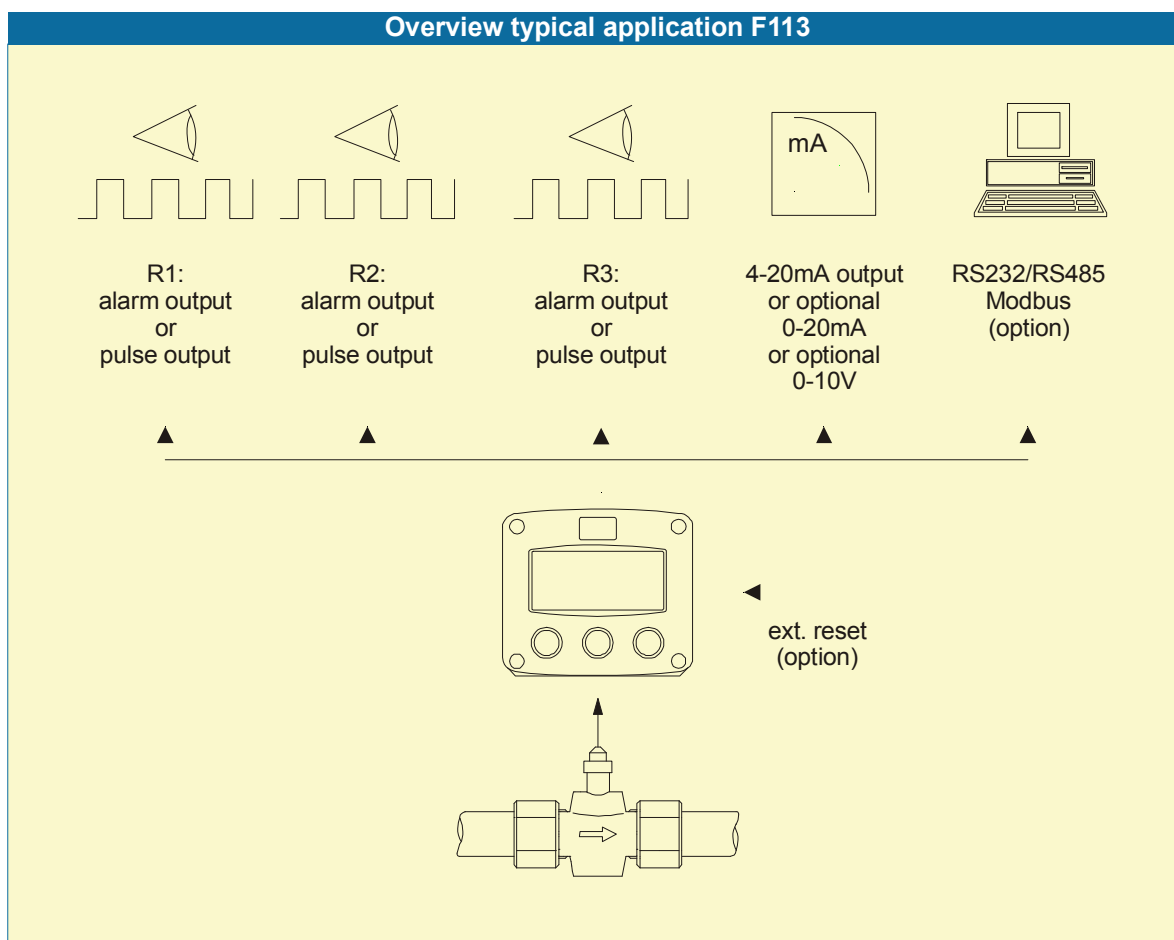 Overview typical application F113
mA
R1:
alarm output
or
pulse output
R2:
alarm output
or
pulse output
R3:
alarm output
or
pulse output
4-20mA output
or optional
0-20mA
or optional
0-10V
RS232/RS485
Modbus
(option)
ext. reset
(option)